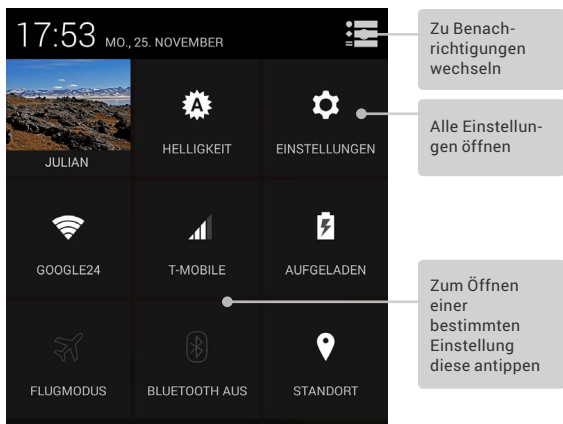 17:53 MO., 25. NOVEMBER
Zu Benach-
richtigungen
wechseln
JULIAN
HELLIGKEIT
EINSTELLUNGEN
Alle Einstellun-
gen öffnen
GOOGLE24
T-MOBILE
AUFGELADEN
Zum Öffnen
einer
bestimmten
Einstellung
diese antippen
FLUGMODUS
BLUETOOTH AUS
STANDORT